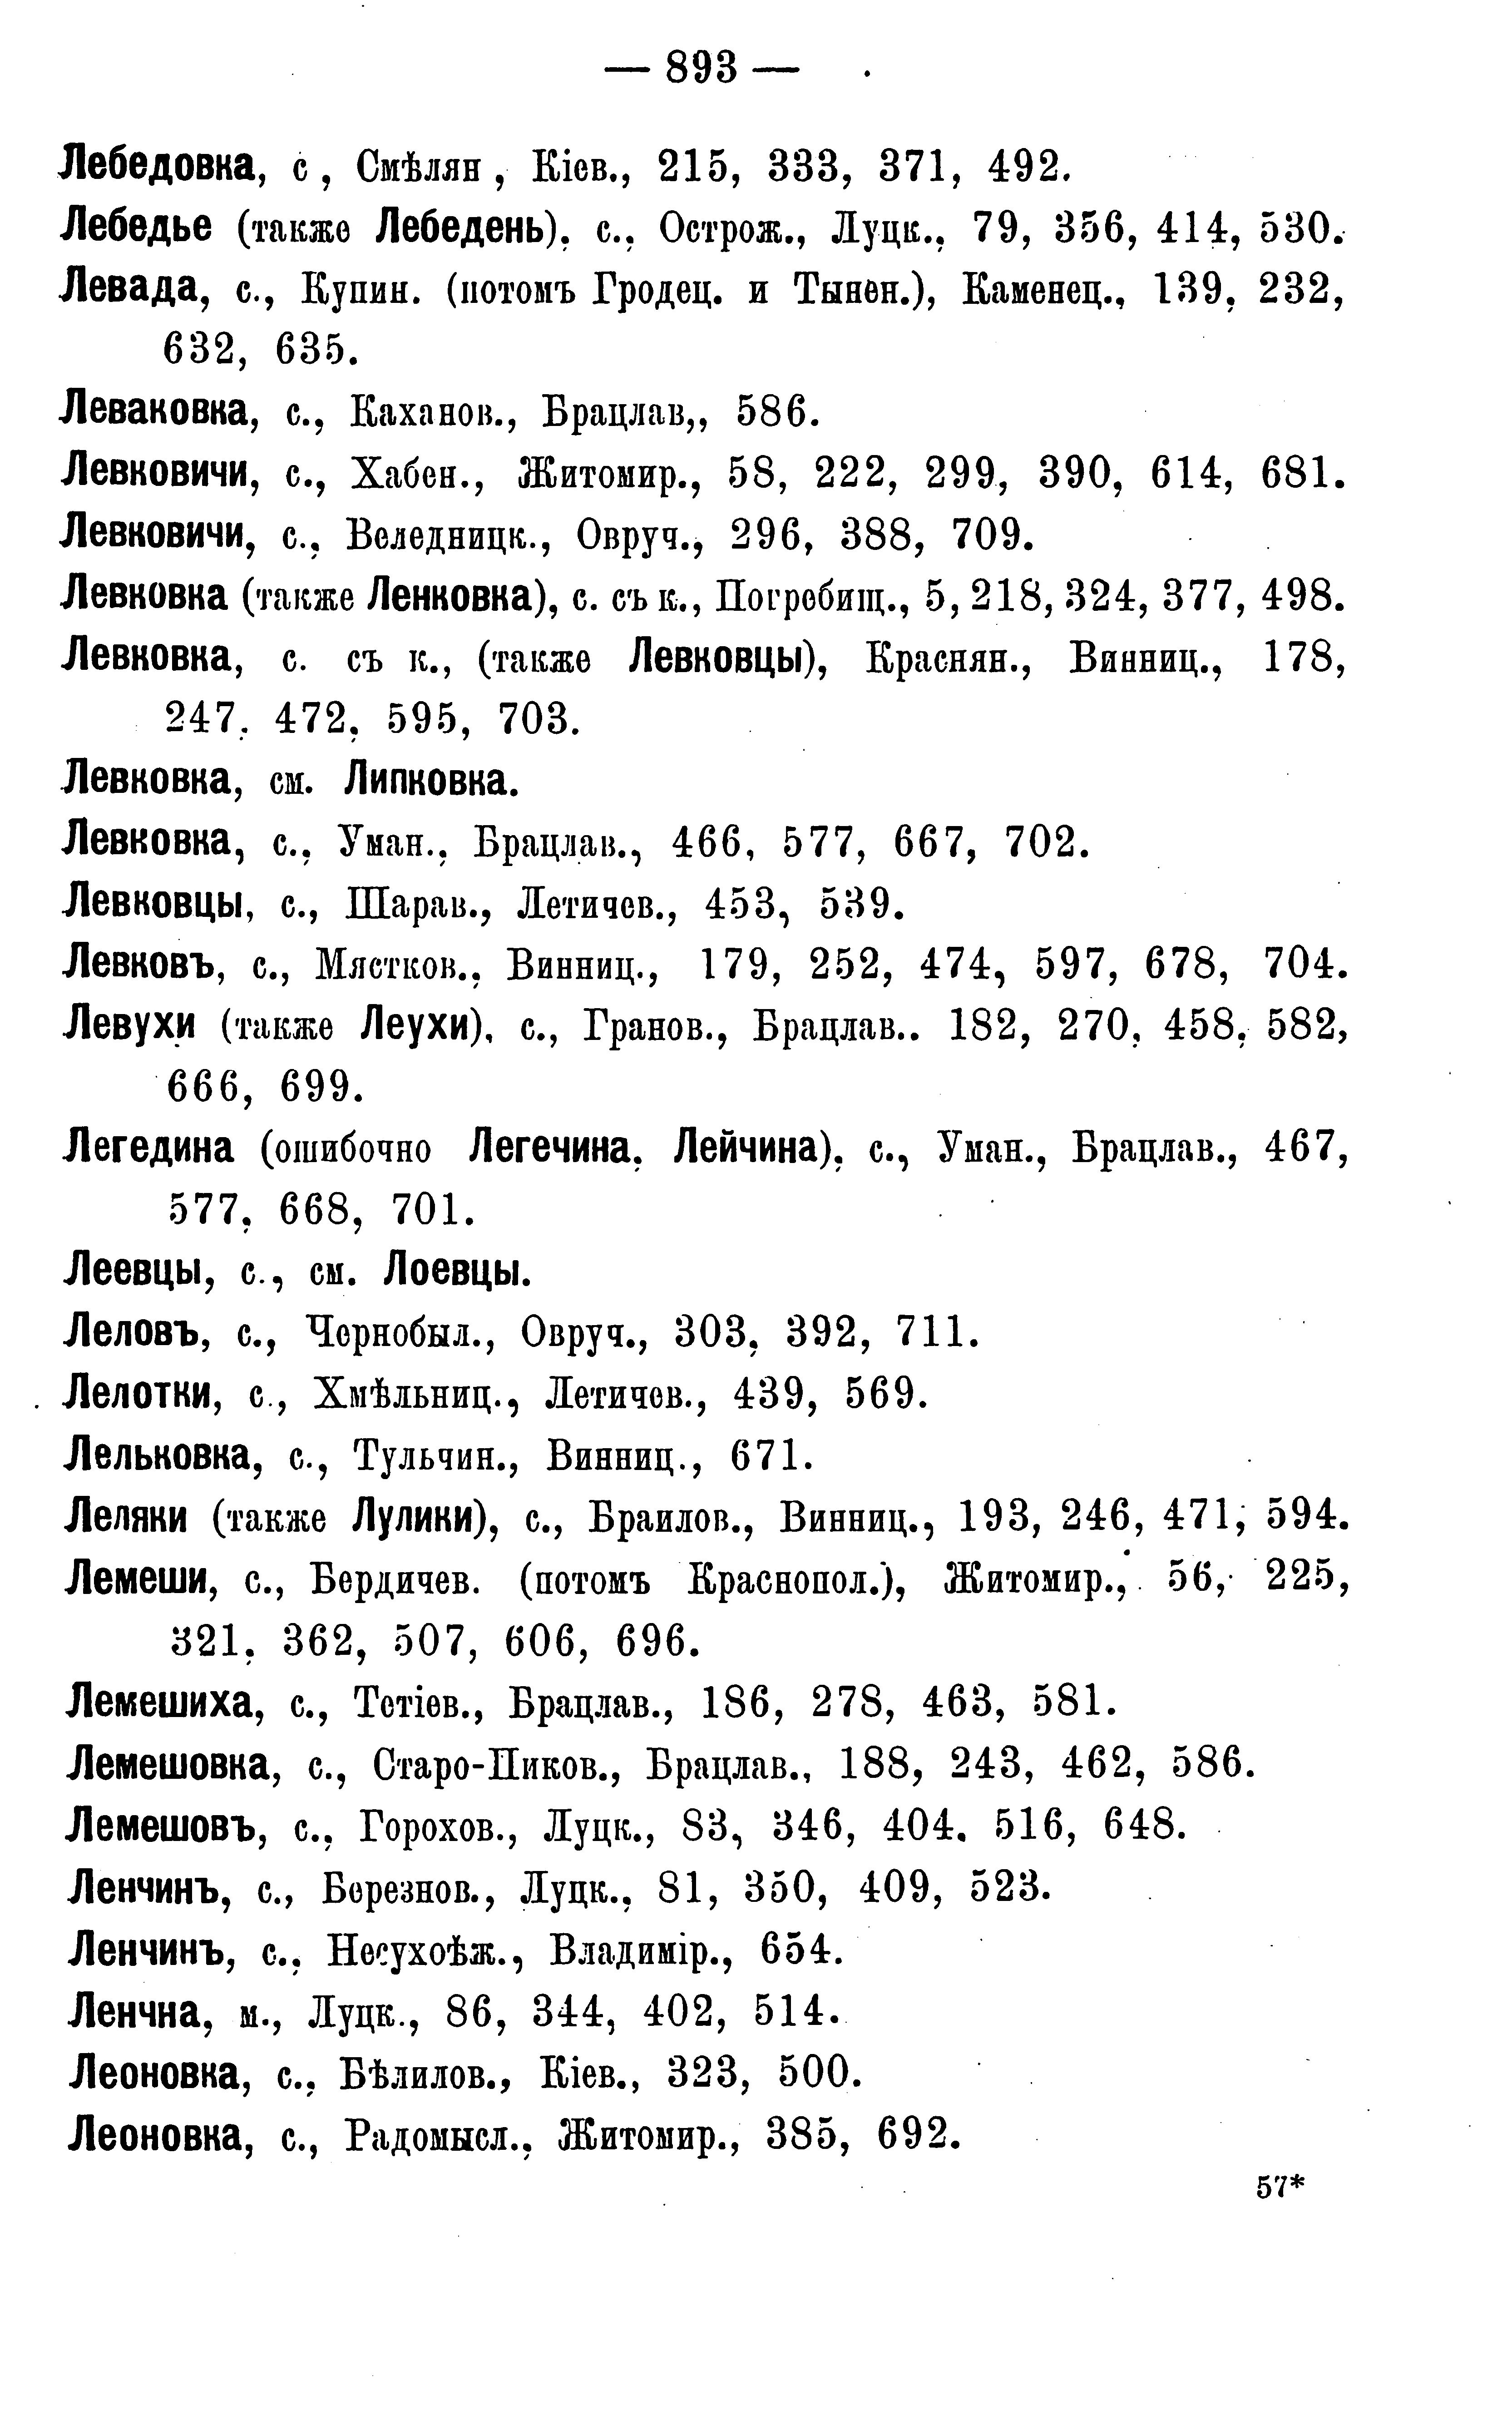 — 893 —
Лебедовка, с , Смѣлян , Кіев., 215, 333, 371, 492.
Лебедье (также Лебедень), с., Острож., Луцк., 79, 356, 414, 530.
Левада, с., Купин. (потомъ Гродец. и Тынен.), Каменец., 139, 232,
632, 635.
Леваковка, с., Каханов., Брацлав,, 586.
Левковичи, с., Хабен., Житомир., 58, 222, 299, 390, 614, 681.
Левковичи, с., Веледницк., Овруч., 296, 388, 709.
Левковка (также Ленковка), с. съ к., Погребищ., 5, 218, 324, 377, 498.
Левковка, с. съ к., (также Левковцы), Краснян., Винниц., 178,
247, 472, 595, 703.
Левковка, см. Липковка.
Левковка, с., Уман., Брацлав., 466, 577, 667, 702.
Левковцы, с., Шарав., Летичев., 453, 539.
Левковъ, с., Мястков., Винниц., 179, 252, 474, 597, 678, 704.
Левухи (также Леухи), с., Гранов., Брацлав.. 182, 270, 458, 582,
666, 699.
Легедина (ошибочно Легечина, Лейчина), с., Уман., Брацлав., 467,
577, 668, 701.
Леевцы, с., см. Лоевцы.
Леловъ, с., Чернобыл., Овруч., 303, 392, 711.
Лелотки, с., Хмѣльниц., Летичев., 439, 569.
Лельковка, с., Тульчин., Винниц., 671.
Леляки (также Лулики), с., Браилов., Винниц., 193, 246, 471, 594.
Лемеши, с., Бердичев. (потомъ Краснопол.), Житомир., 56, 225,
321, 362, 507, 606, 696.
Лемешиха, с., Тетіев., Брацлав., 186, 278, 463, 581.
Лемешовка, с., Старо-Пиков., Брацлав., 188, 243, 462, 586.
Лемешовъ, с., Горохов., Луцк., 83, 346, 404, 516, 648.
Ленчинъ, с., Березнов., Луцк., 81, 350, 409, 523.
Ленчинъ, с., Несухоѣж., Владимір., 654.
Ленчна, м., Луцк., 86, 344, 402, 514.
Леоновка, с., Бѣлилов., Кіев., 323, 500.
Леоновка, с., Радомысл., Житомир., 385, 692.
57*